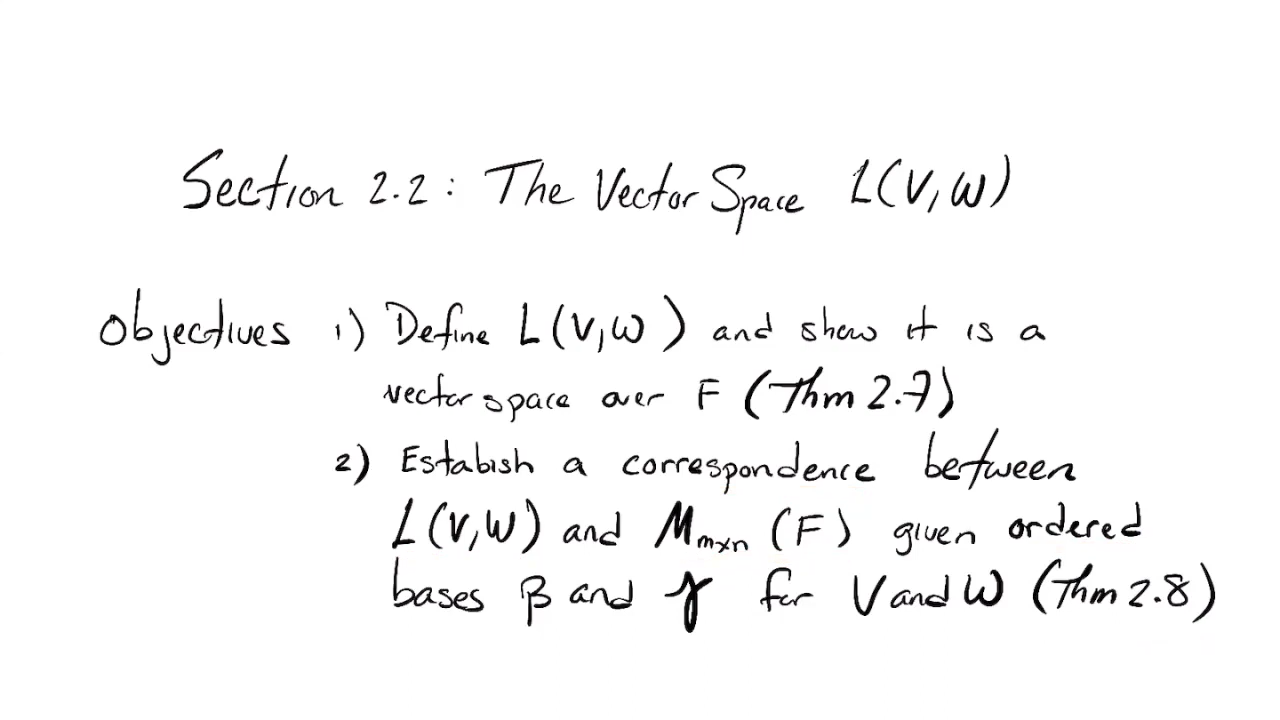 Section 2.2: The Vector Space L(V,W)
Objectives 1) Define L(V,W) and show it is a
vector space over F (Thm 2.7)
2) Estabish a correspondence between
L(V,W) and Mmxn (F) given ordered
bases β and γ for V and W (Thm 2.8)